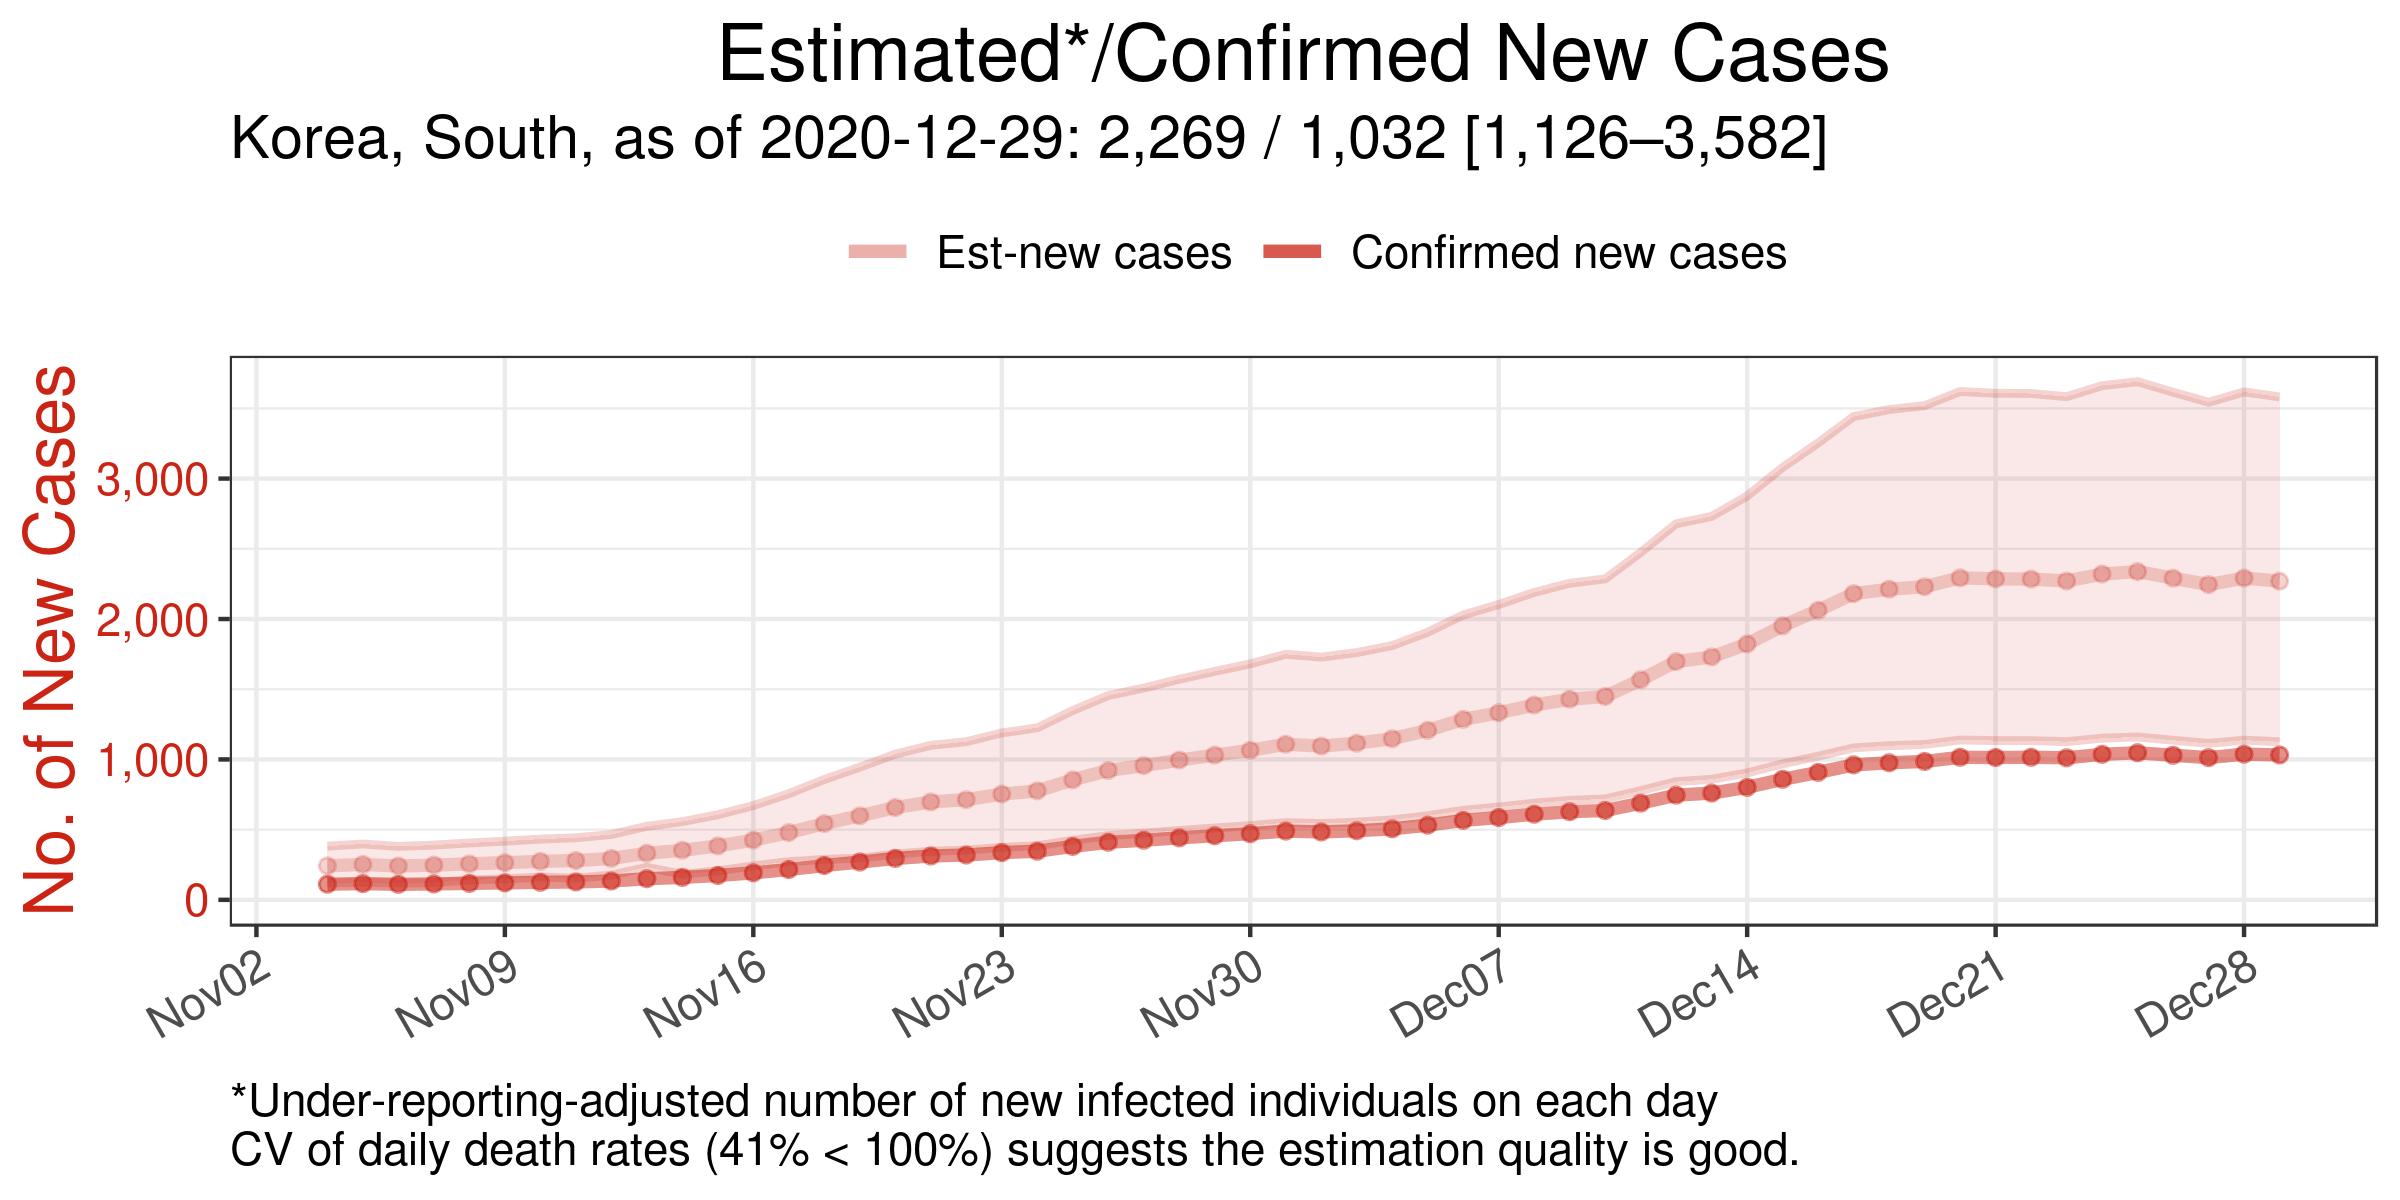 Estimated*/Confirmed New Cases
Korea, South, as of 2020-12-29: 2,269 / 1,032 [1,126–3,582]
Est-new cases
Confirmed new cases
No. of New Cases
3,000
2,000
1,000
0
Nov02
Nov09
Nov16
Nov23
Nov30
Dec07
Dec14
Dec21
Dec28
*Under-reporting-adjusted number of new infected individuals on each day
CV of daily death rates (41% < 100%) suggests the estimation quality is good.